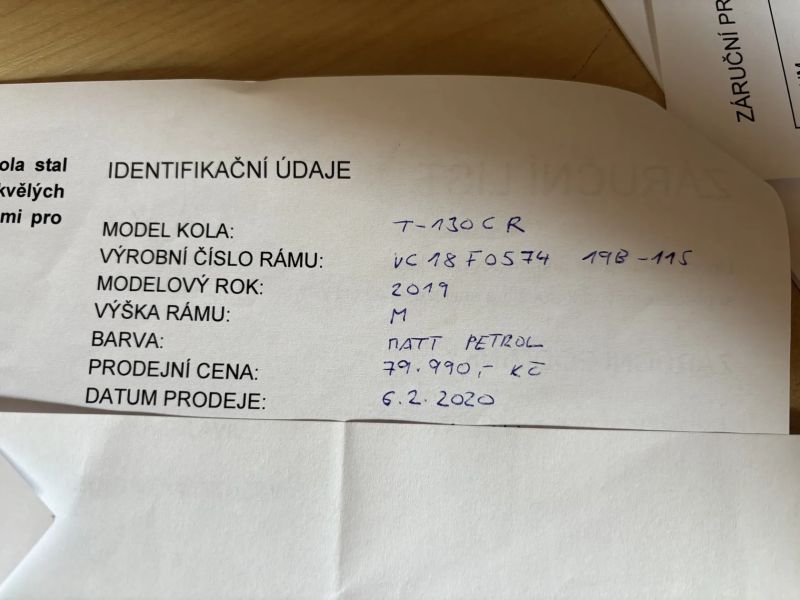 ZÁRUČNÍ PR
ola stal
kvělých
mi pro
IDENTIFIKAČNÍ ÚDAJE
MODEL KOLA: T-130CR
VÝROBNÍ ČÍSLO RÁMU: VC18F0574 19B-115
MODELOVÝ ROK: 2019
VÝŠKA RÁMU: M
BARVA: MATT PETROL
PRODEJNÍ CENA: 79.990,- KČ
DATUM PRODEJE: 6.2.2020